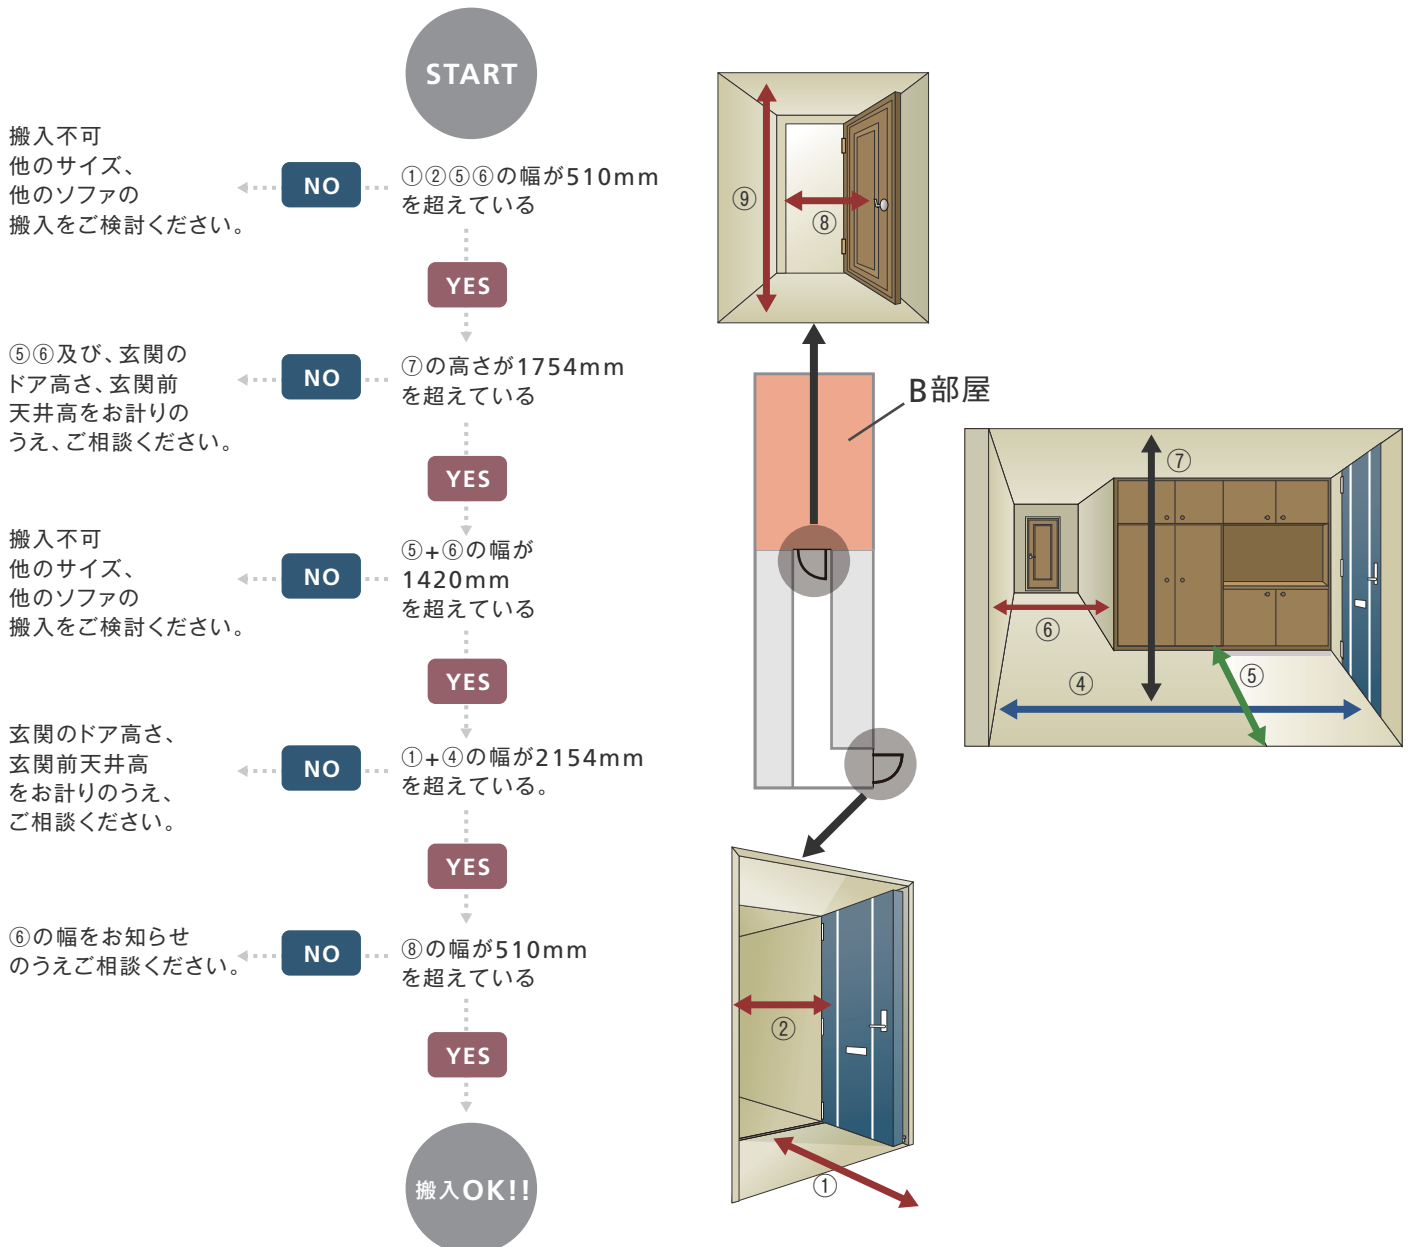 START
①②⑤⑥の幅が510mm
を超えている
NO
搬入不可
他のサイズ、
他のソファの
搬入をご検討ください。
YES
⑦の高さが1754mm
を超えている
NO
⑤⑥及び、玄関の
ドア高さ、玄関前
天井高をお計りの
うえ、ご相談ください。
YES
⑤+⑥の幅が
1420mm
を超えている
NO
搬入不可
他のサイズ、
他のソファの
搬入をご検討ください。
YES
①+④の幅が2154mm
を超えている。
NO
玄関のドア高さ、
玄関前天井高
をお計りのうえ、
ご相談ください。
YES
⑧の幅が510mm
を超えている
NO
⑥の幅をお知らせ
のうえご相談ください。
YES
搬入OK!!
⑨
⑧
B部屋
⑦
⑥
⑤
④
②
①